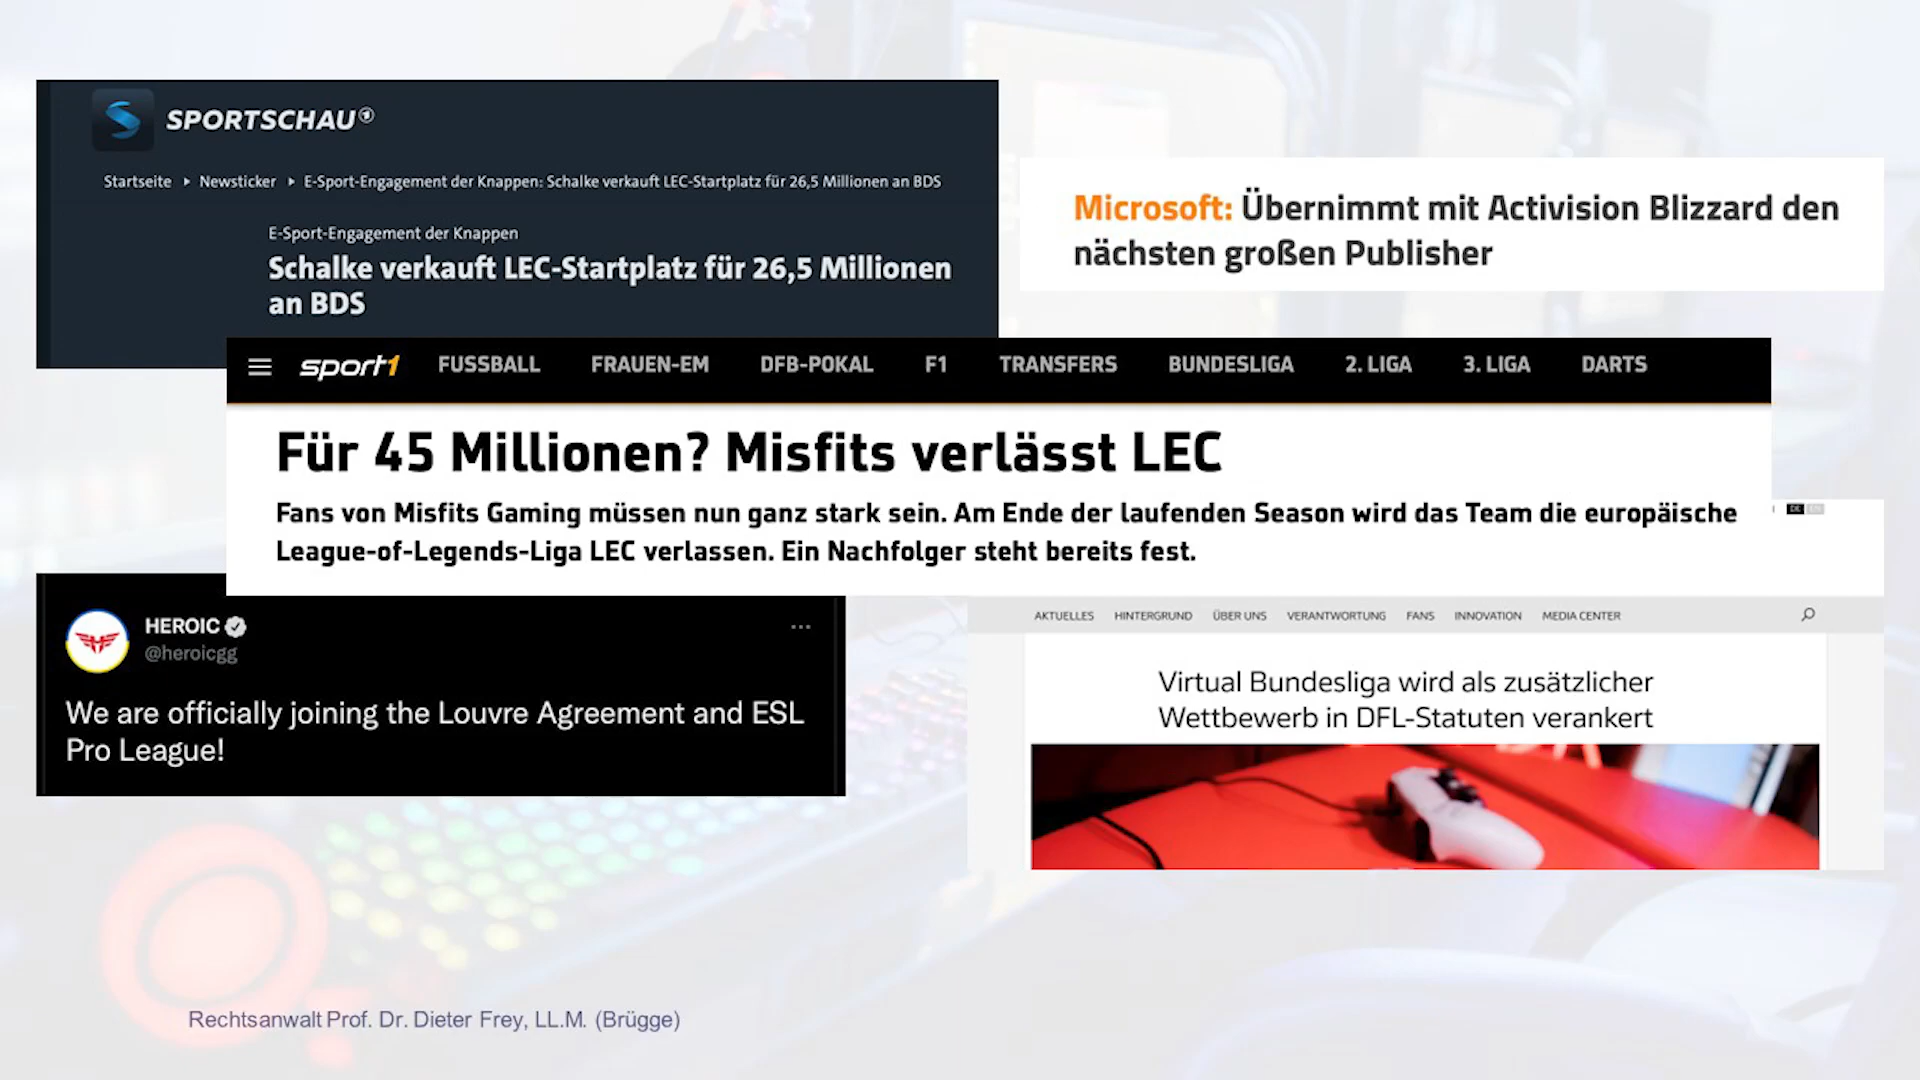 SPORTSCHAU
Startseite ▸ Newsticker ▸ E-Sport-Engagement der Knappen: Schalke verkauft LEC-Startplatz für 26,5 Millionen an BDS
E-Sport-Engagement der Knappen
Schalke verkauft LEC-Startplatz für 26,5 Millionen
an BDS
Microsoft: Übernimmt mit Activision Blizzard den
nächsten großen Publisher
sport1 FUSSBALL FRAUEN-EM DFB-POKAL F1 TRANSFERS BUNDESLIGA 2. LIGA 3. LIGA DARTS
Für 45 Millionen? Misfits verlässt LEC
Fans von Misfits Gaming müssen nun ganz stark sein. Am Ende der laufenden Season wird das Team die europäische
League-of-Legends-Liga LEC verlassen. Ein Nachfolger steht bereits fest.
DE EN
HEROIC
@heroicgg
We are officially joining the Louvre Agreement and ESL
Pro League!
AKTUELLES HINTERGRUND ÜBER UNS VERANTWORTUNG FANS INNOVATION MEDIA CENTER
Virtual Bundesliga wird als zusätzlicher
Wettbewerb in DFL-Statuten verankert
Rechtsanwalt Prof. Dr. Dieter Frey, LL.M. (Brügge)